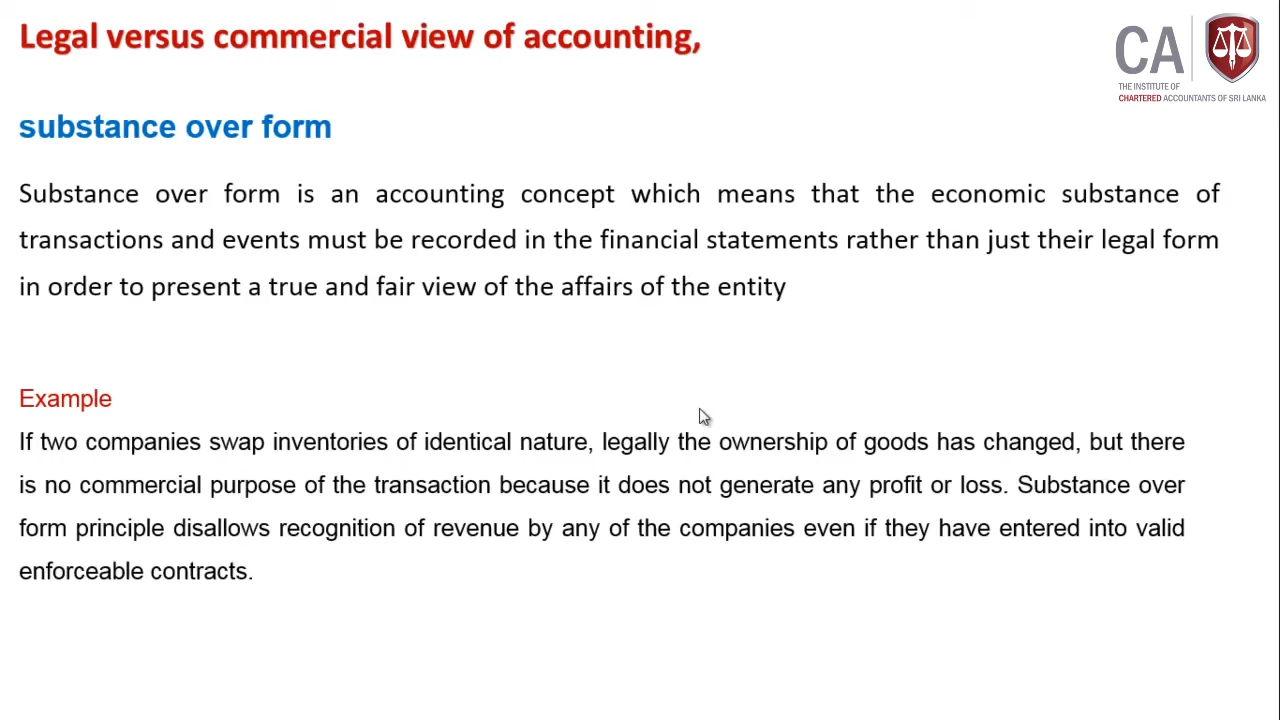 Legal versus commercial view of accounting,
CA
THE INSTITUTE OF
CHARTERED ACCOUNTANTS OF SRI LANKA
substance over form
Substance over form is an accounting concept which means that the economic substance of
transactions and events must be recorded in the financial statements rather than just their legal form
in order to present a true and fair view of the affairs of the entity
Example
If two companies swap inventories of identical nature, legally the ownership of goods has changed, but there
is no commercial purpose of the transaction because it does not generate any profit or loss. Substance over
form principle disallows recognition of revenue by any of the companies even if they have entered into valid
enforceable contracts.